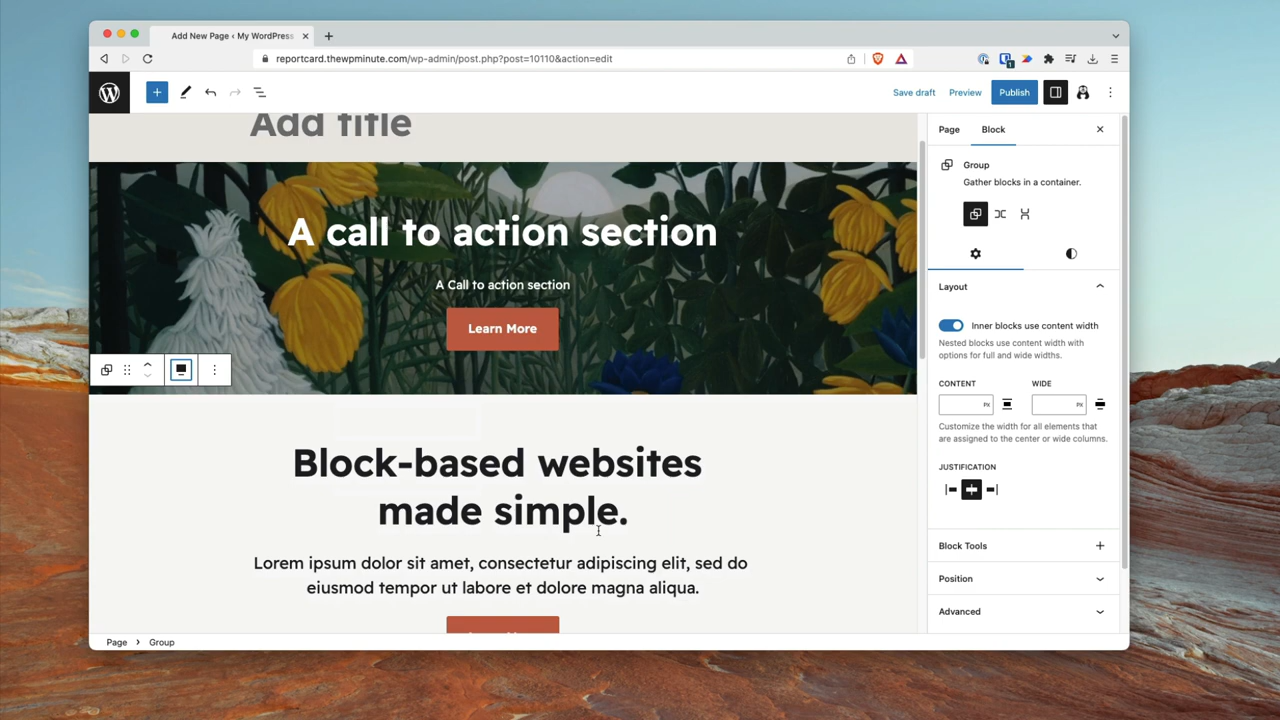 Add New Page ‹ My WordPress
reportcard.thewpminute.com/wp-admin/post.php?post=10110&action=edit
1
Save draft
Preview
Publish
Add title
A call to action section
A Call to action section
Learn More
Block-based websites
made simple.
Lorem ipsum dolor sit amet, consectetur adipiscing elit, sed do
eiusmod tempor ut labore et dolore magna aliqua.
Page
Block
Group
Gather blocks in a container.
Layout
Inner blocks use content width
Nested blocks use content width with
options for full and wide widths.
CONTENT
WIDE
PX
PX
Customize the width for all elements that
are assigned to the center or wide columns.
JUSTIFICATION
Block Tools
Position
Advanced
Page
Group